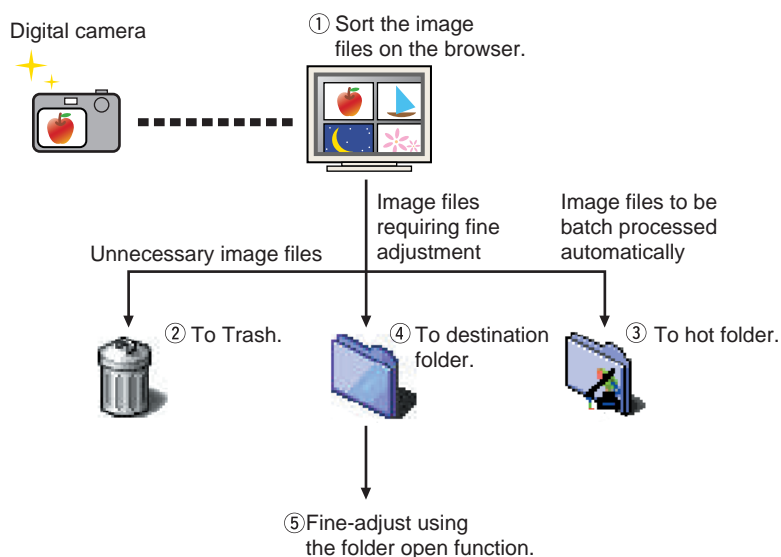 Digital camera
① Sort the image
files on the browser.
Unnecessary image files
Image files
requiring fine
adjustment
Image files to be
batch processed
automatically
② To Trash.
④ To destination
folder.
③ To hot folder.
⑤Fine-adjust using
the folder open function.